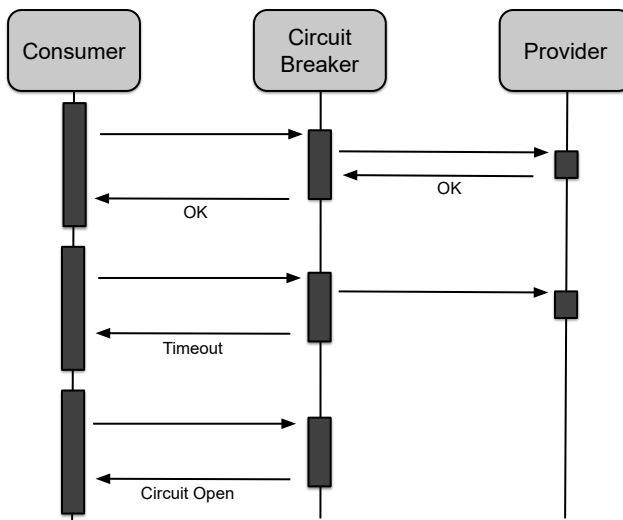 Consumer
Circuit
Breaker
Provider
OK
OK
Timeout
Circuit Open